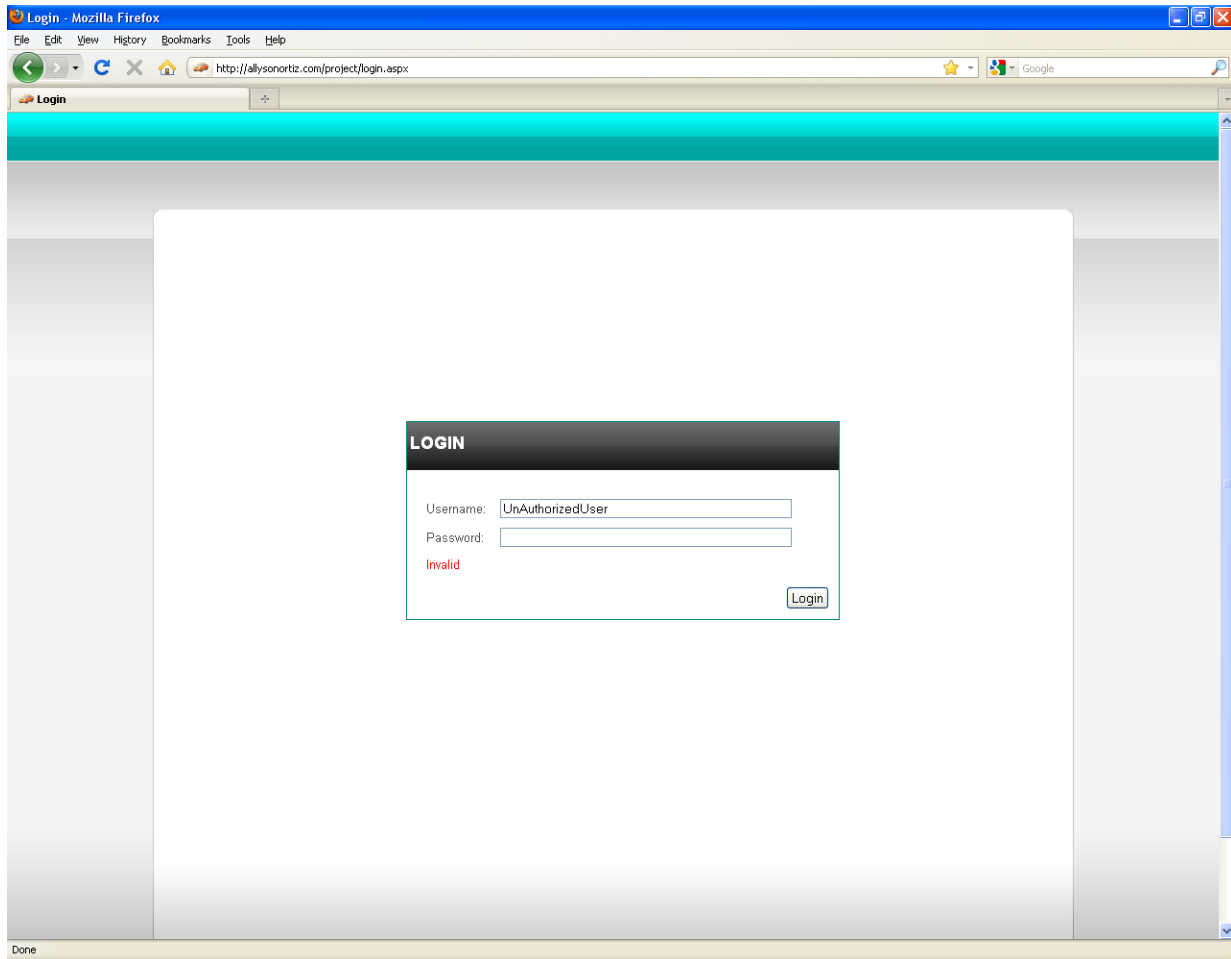 Login - Mozilla Firefox
File Edit View History Bookmarks Tools Help
http://allysonortiz.com/project/login.aspx Google
Login
LOGIN
Username: UnAuthorizedUser
Password:
Invalid
Login
Done